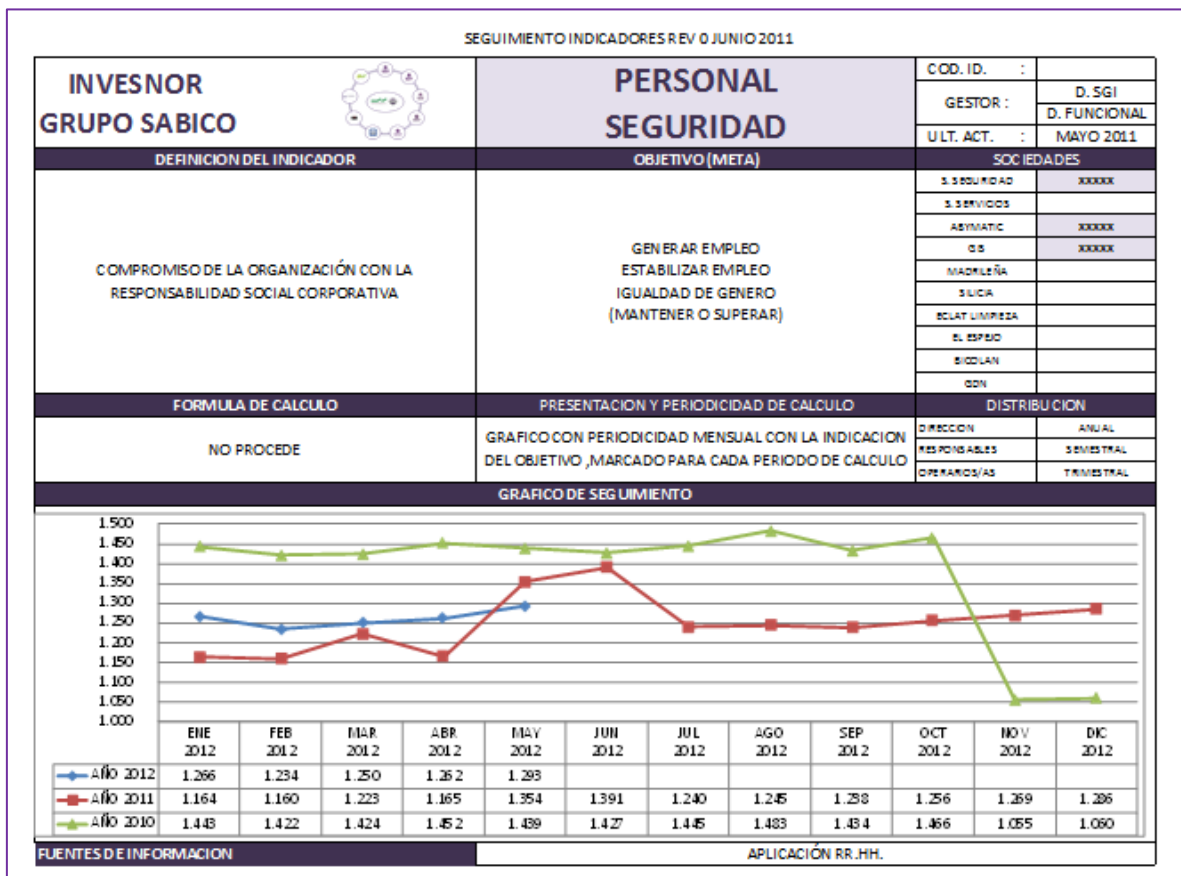 SEGUIMIENTO INDICADORES REV 0 JUNIO 2011
INVESNOR
GRUPO SABICO
PERSONAL
SEGURIDAD
COD. ID. :
GESTOR : D. SGI
D. FUNCIONAL
ULT. ACT. : MAYO 2011
DEFINICION DEL INDICADOR OBJETIVO (META) SOCIEDADES
COMPROMISO DE LA ORGANIZACIÓN CON LA
RESPONSABILIDAD SOCIAL CORPORATIVA
GENERAR EMPLEO
ESTABILIZAR EMPLEO
IGUALDAD DE GENERO
(MANTENER O SUPERAR)
S. SEGURIDAD XXXXX
S. SERVICIOS
ASYMATIC XXXXX
GIS XXXXX
MADRILEÑA
SILICIA
ECLAT LIMPIEZA
EL ESPEJO
BICOLAN
GDN
FORMULA DE CALCULO PRESENTACION Y PERIODICIDAD DE CALCULO DISTRIBUCION
NO PROCEDE
GRAFICO CON PERIODICIDAD MENSUAL CON LA INDICACION
DEL OBJETIVO ,MARCADO PARA CADA PERIODO DE CALCULO
DIRECCION ANUAL
RESPONSABLES SEMESTRAL
OPERARIOS/AS TRIMESTRAL
GRAFICO DE SEGUIMIENTO
1.500
1.450
1.400
1.350
1.300
1.250
1.200
1.150
1.100
1.050
1.000
ENE FEB MAR ABR MAY JUN JUL AGO SEP OCT NOV DIC
2012 2012 2012 2012 2012 2012 2012 2012 2012 2012 2012 2012
Año 2012 1.266 1.234 1.250 1.262 1.293
Año 2011 1.164 1.160 1.223 1.165 1.354 1.391 1.240 1.245 1.238 1.256 1.269 1.286
Año 2010 1.443 1.422 1.424 1.452 1.439 1.427 1.445 1.483 1.434 1.466 1.055 1.060
FUENTES DE INFORMACION APLICACIÓN RR.HH.